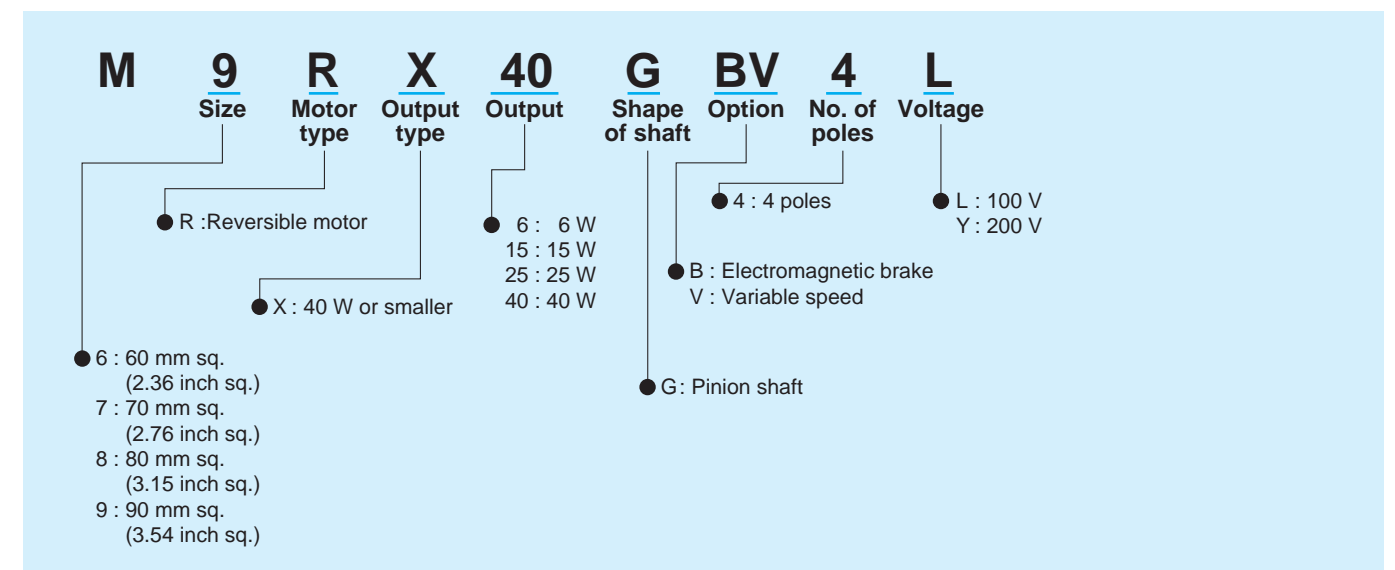 M 9 R X 40 G BV 4 L
Size Motor type Output type Output Shape of shaft Option No. of poles Voltage
R :Reversible motor
X : 40 W or smaller
6 : 6 W
15 : 15 W
25 : 25 W
40 : 40 W
B : Electromagnetic brake
V : Variable speed
4 : 4 poles
L : 100 V
Y : 200 V
6 : 60 mm sq.
(2.36 inch sq.)
7 : 70 mm sq.
(2.76 inch sq.)
8 : 80 mm sq.
(3.15 inch sq.)
9 : 90 mm sq.
(3.54 inch sq.)
G: Pinion shaft